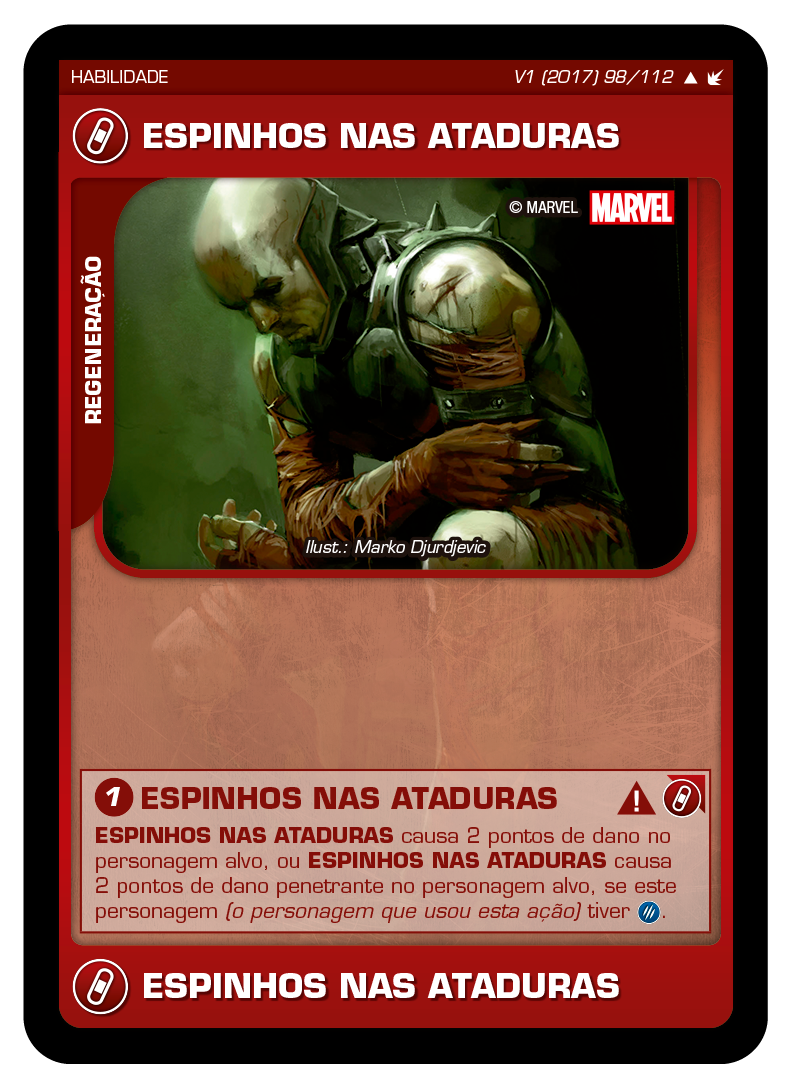 HABILIDADE
V1 (2017) 98/112
ESPINHOS NAS ATADURAS
© MARVEL MARVEL
REGENERAÇÃO
Ilust.: Marko Djurdjevic
1 ESPINHOS NAS ATADURAS
ESPINHOS NAS ATADURAS causa 2 pontos de dano no
personagem alvo, ou ESPINHOS NAS ATADURAS causa
2 pontos de dano penetrante no personagem alvo, se este
personagem (o personagem que usou esta ação) tiver .
ESPINHOS NAS ATADURAS